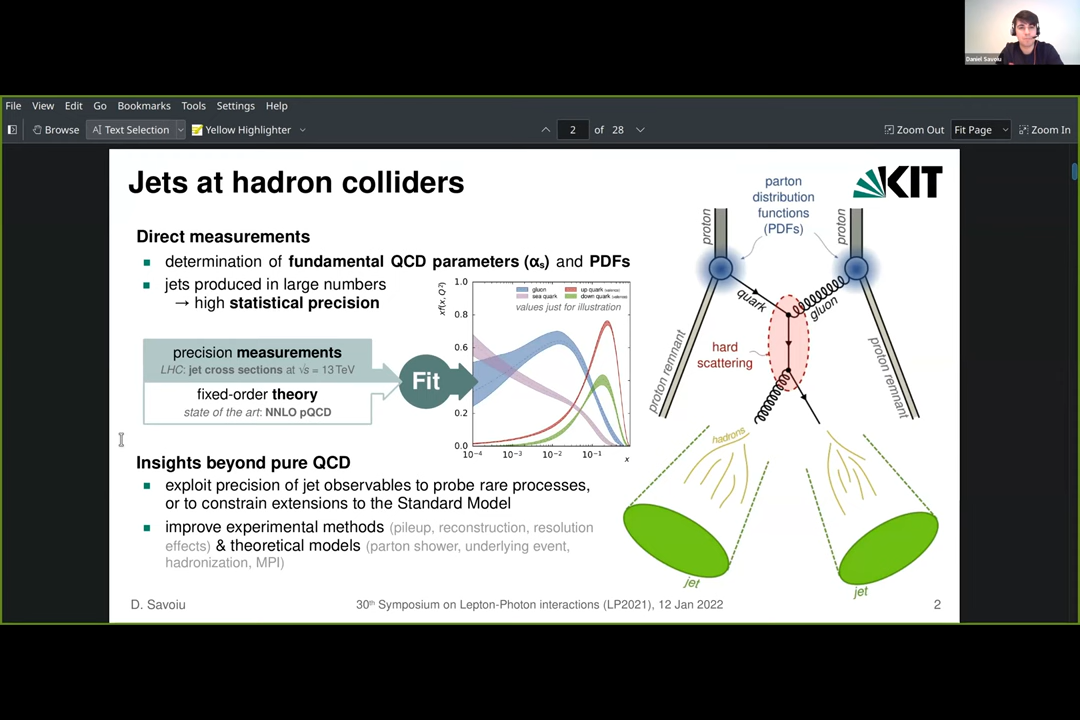 Daniel Savoiu
File View Edit Go Bookmarks Tools Settings Help
Browse Text Selection Yellow Highlighter 2 of 28 Zoom Out Fit Page Zoom In
Jets at hadron colliders
KIT
Direct measurements
determination of fundamental QCD parameters (αs) and PDFs
jets produced in large numbers
→ high statistical precision
precision measurements
LHC: jet cross sections at √s = 13 TeV
fixed-order theory
state of the art: NNLO pQCD
Fit
xf(x, Q²)
1.0
0.8
0.6
0.2
0.0
10⁻⁴ 10⁻³ 10⁻² 10⁻¹ x
gluon up quark (valence)
sea quark down quark (valence)
values just for illustration
Insights beyond pure QCD
exploit precision of jet observables to probe rare processes,
or to constrain extensions to the Standard Model
improve experimental methods (pileup, reconstruction, resolution
effects) & theoretical models (parton shower, underlying event,
hadronization, MPI)
parton
distribution
functions
(PDFs)
proton
proton
quark
gluon
hard
scattering
proton remnant
proton remnant
hadrons
jet
jet
D. Savoiu 30th Symposium on Lepton-Photon interactions (LP2021), 12 Jan 2022 2